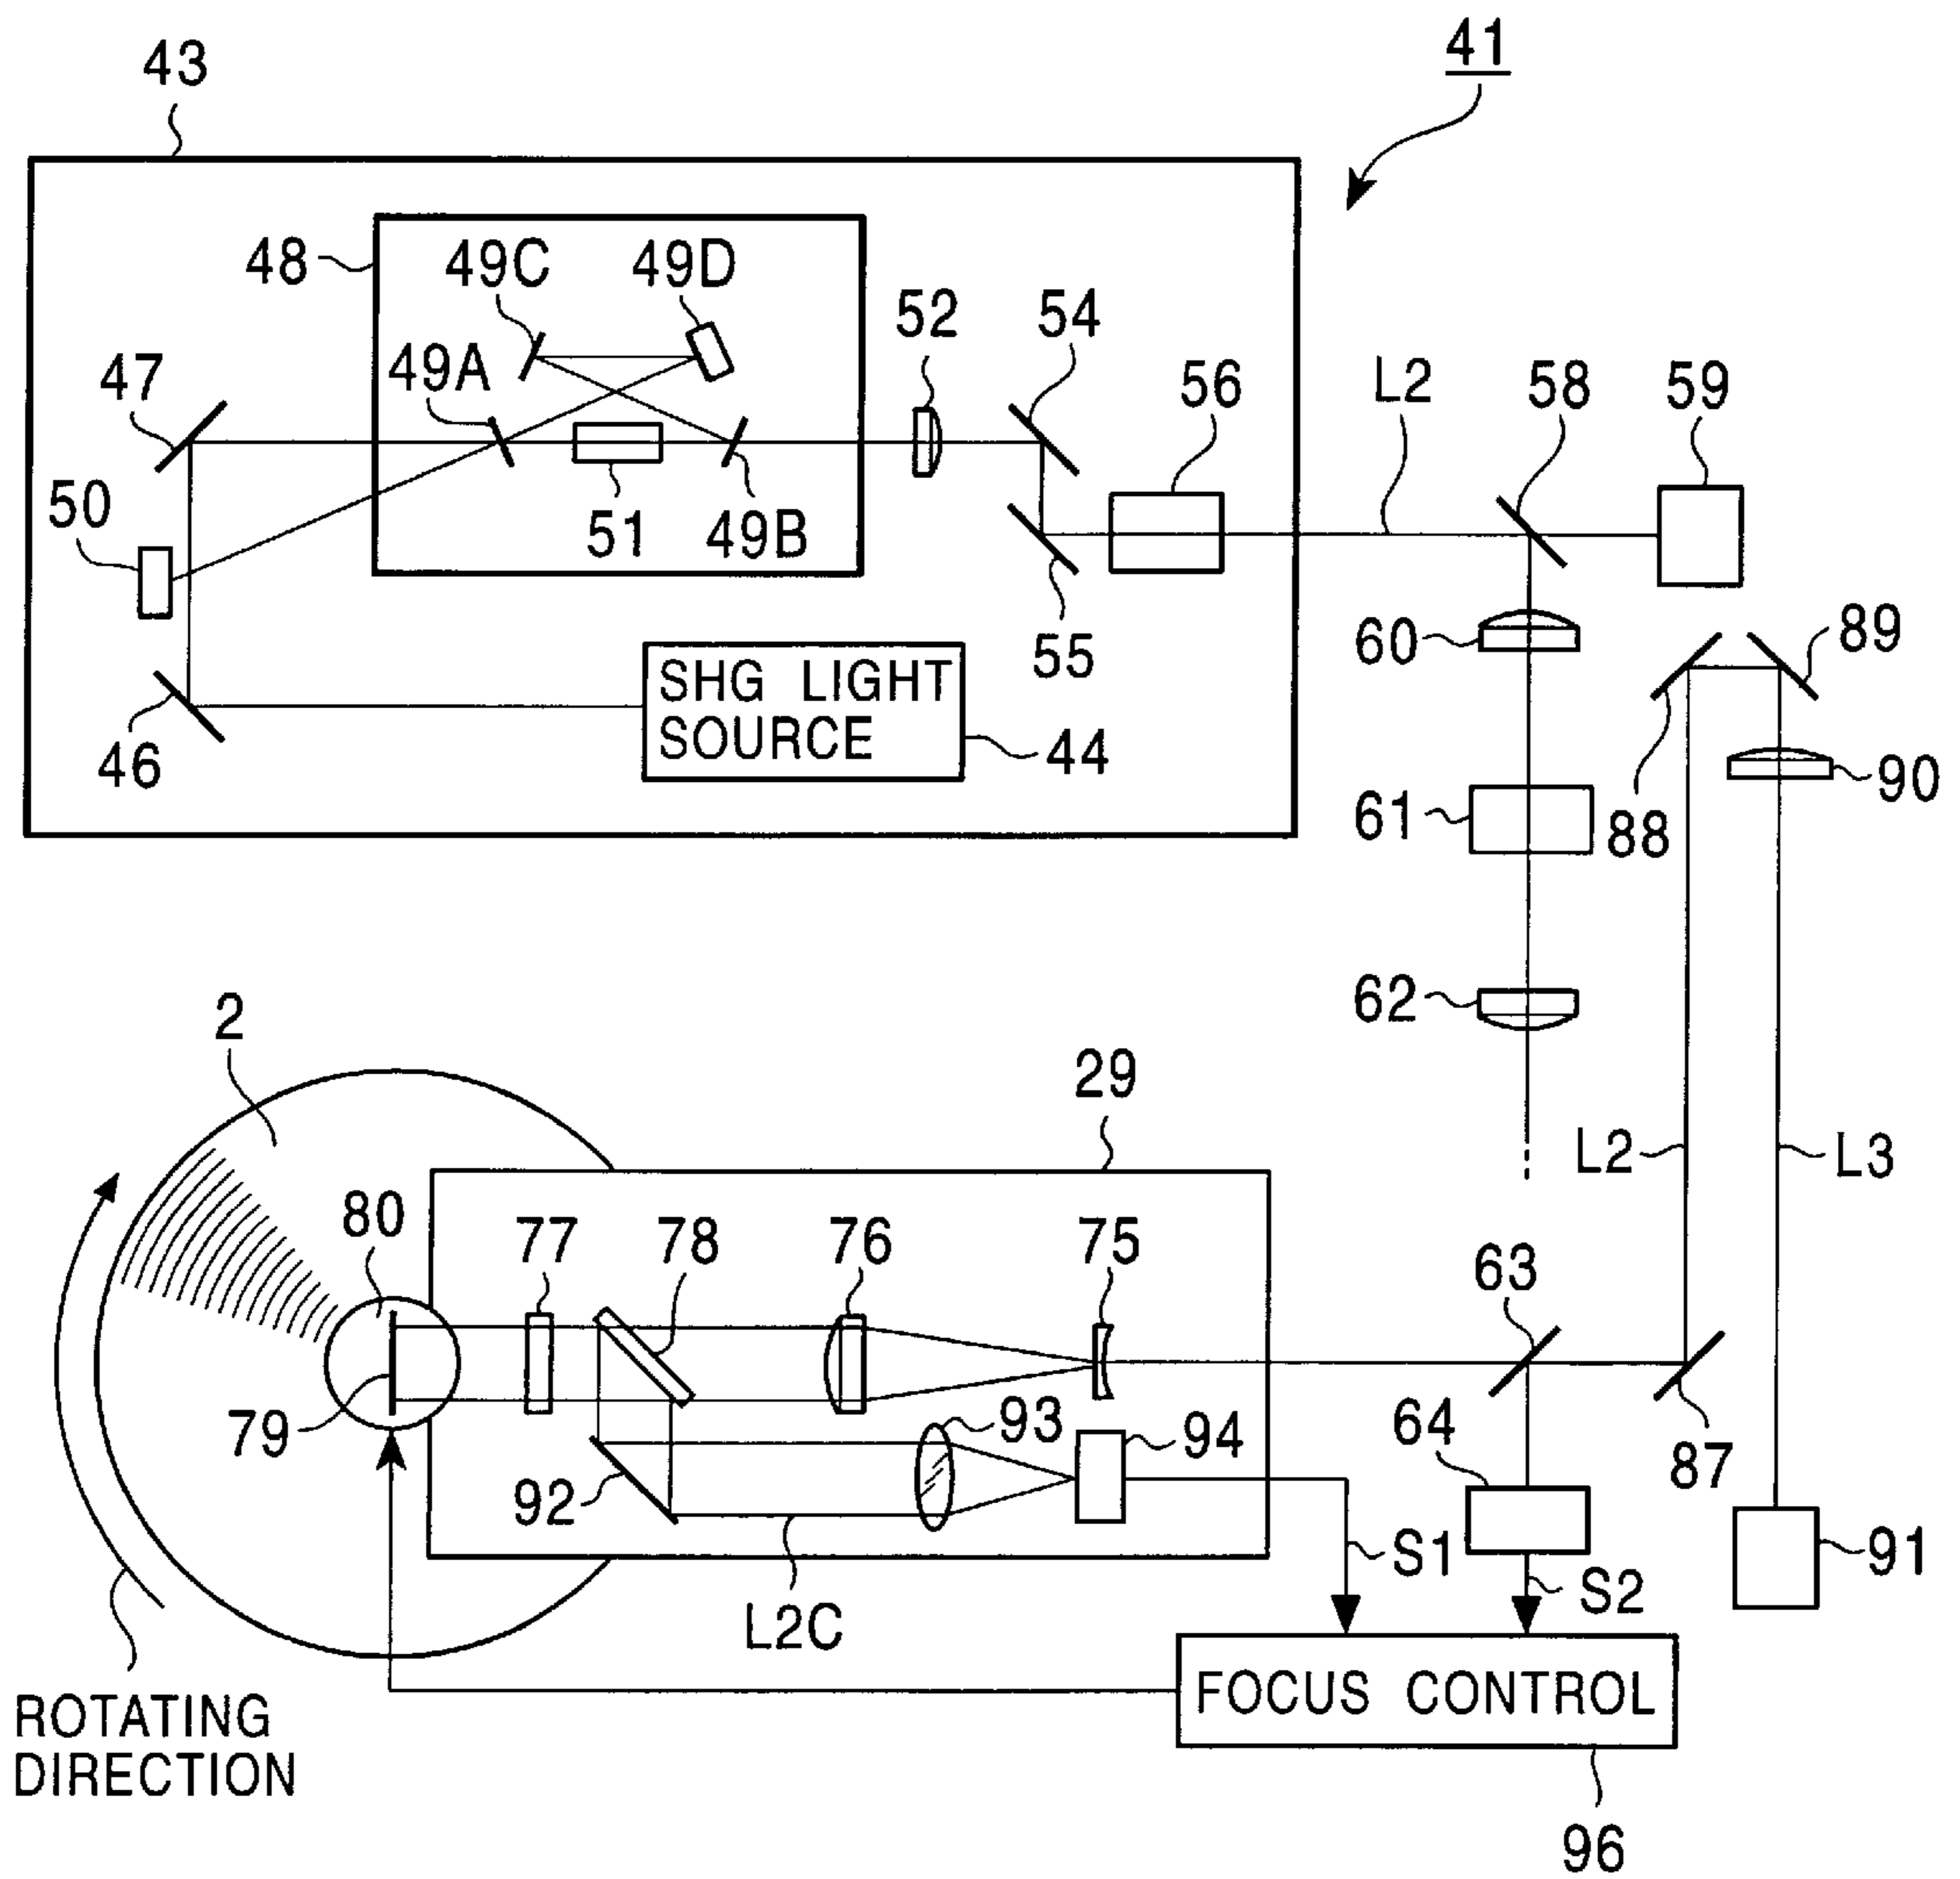 41
43
48
49C
49D
52
54
47
49A
56
L2
58
59
50
51
49B
55
60
89
SHG LIGHT
SOURCE
44
46
90
61
88
62
2
29
L2
L3
80
77
78
76
75
63
79
93
94
64
87
92
S1
S2
91
L2C
FOCUS CONTROL
ROTATING
DIRECTION
96